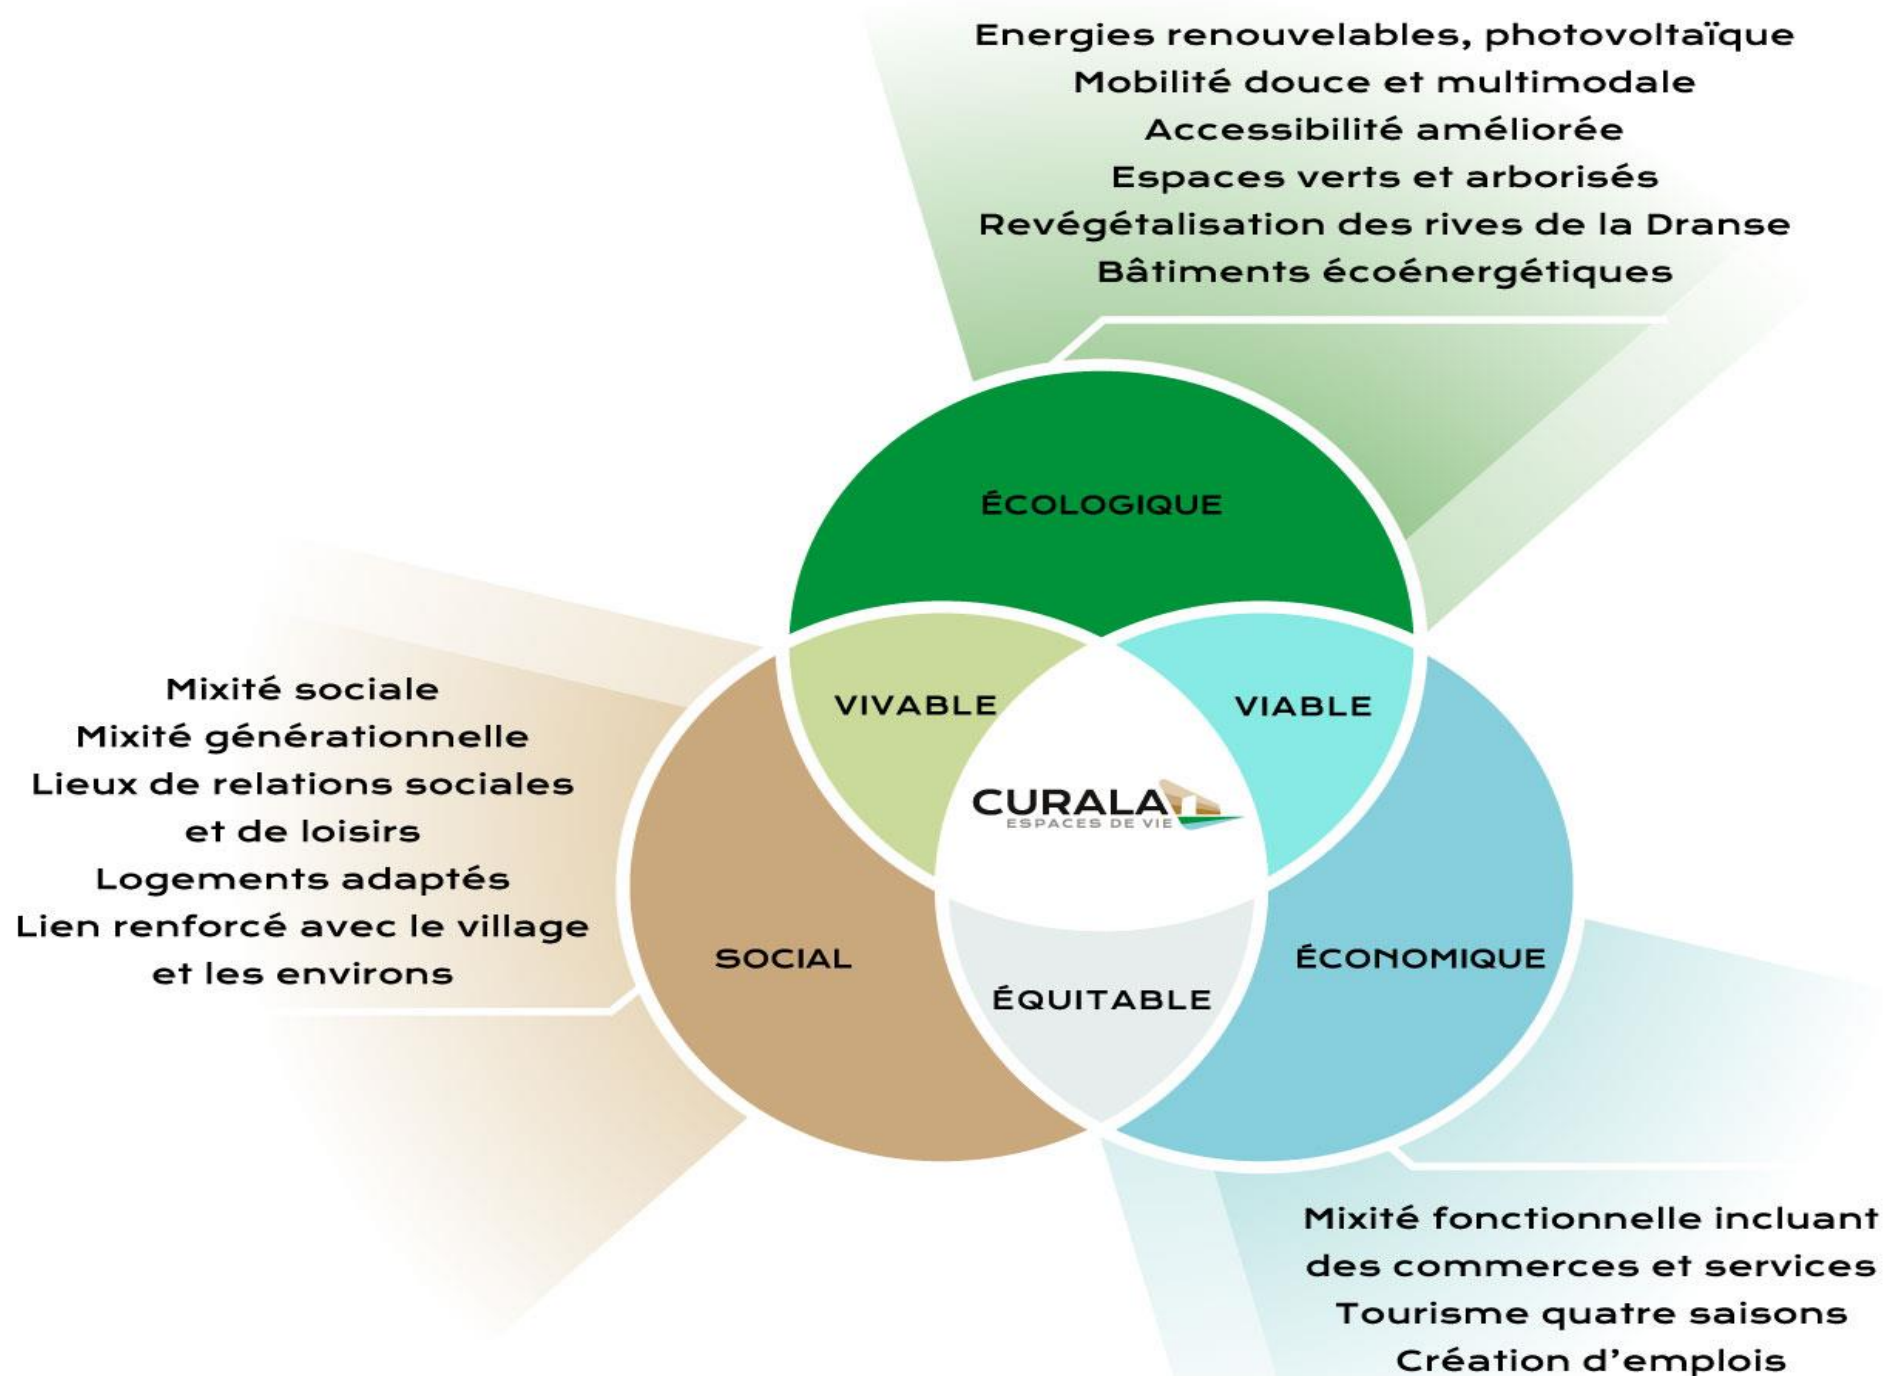 Energies renouvelables, photovoltaïque
Mobilité douce et multimodale
Accessibilité améliorée
Espaces verts et arborisés
Revégétalisation des rives de la Dranse
Bâtiments écoénergétiques
ÉCOLOGIQUE
VIVABLE
VIABLE
Mixité sociale
Mixité générationnelle
Lieux de relations sociales
et de loisirs
Logements adaptés
Lien renforcé avec le village
et les environs
CURALA
ESPACES DE VIE
SOCIAL
ÉCONOMIQUE
ÉQUITABLE
Mixité fonctionnelle incluant
des commerces et services
Tourisme quatre saisons
Création d'emplois